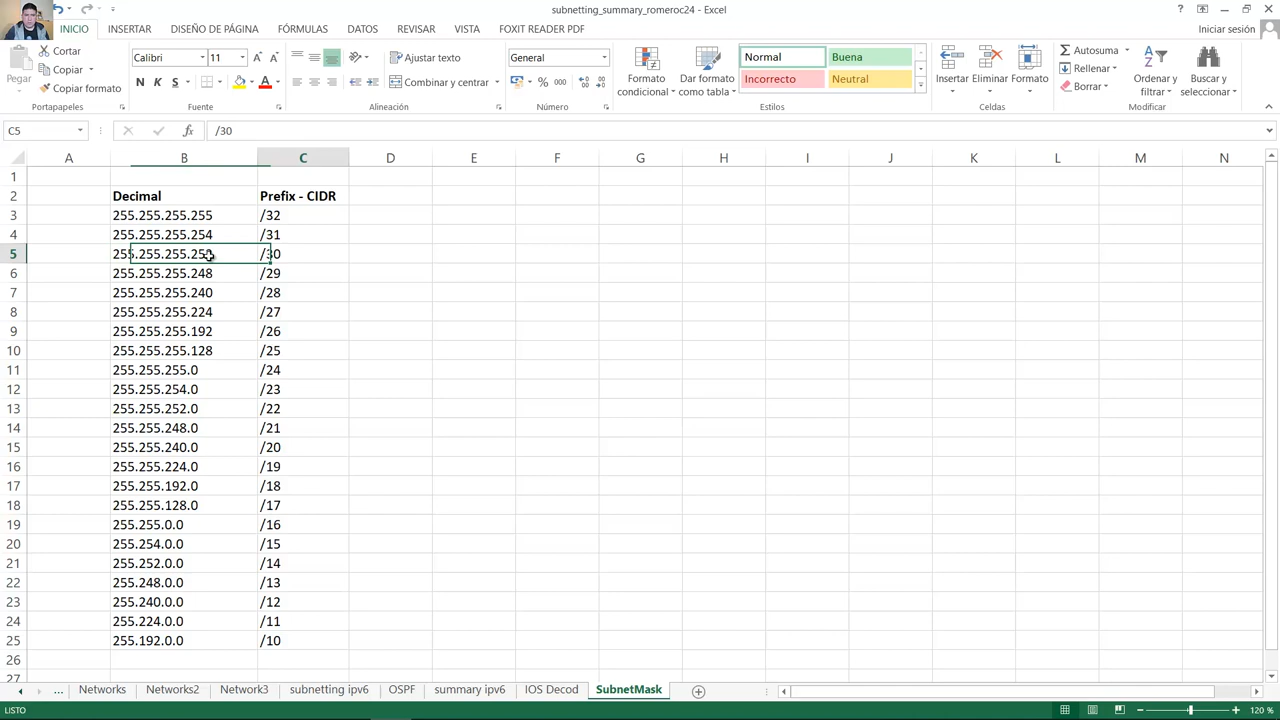 subnetting_summary_romeroc24 - Excel
INICIO INSERTAR DISEÑO DE PÁGINA FÓRMULAS DATOS REVISAR VISTA FOXIT READER PDF Iniciar sesión
Pegar
Cortar
Copiar
Copiar formato
Portapapeles
Calibri 11
N K S
Fuente
Ajustar texto
Combinar y centrar
Alineación
General
% 000
Número
Formato condicional
Dar formato como tabla
Normal Buena
Incorrecto Neutral
Estilos
Insertar Eliminar Formato
Celdas
Autosuma
Rellenar
Borrar
Ordenar y filtrar
Buscar y seleccionar
Modificar
C5 fx /30
A B C D E F G H I J K L M N
1
2 Decimal Prefix - CIDR
3 255.255.255.255 /32
4 255.255.255.254 /31
5 /30
6 255.255.255.248 /29
7 255.255.255.240 /28
8 255.255.255.224 /27
9 255.255.255.192 /26
10 255.255.255.128 /25
11 255.255.255.0 /24
12 255.255.254.0 /23
13 255.255.252.0 /22
14 255.255.248.0 /21
15 255.255.240.0 /20
16 255.255.224.0 /19
17 255.255.192.0 /18
18 255.255.128.0 /17
19 255.255.0.0 /16
20 255.254.0.0 /15
21 255.252.0.0 /14
22 255.248.0.0 /13
23 255.240.0.0 /12
24 255.224.0.0 /11
25 255.192.0.0 /10
26
27
... Networks Networks2 Network3 subnetting ipv6 OSPF summary ipv6 IOS Decod SubnetMask
LISTO 120 %